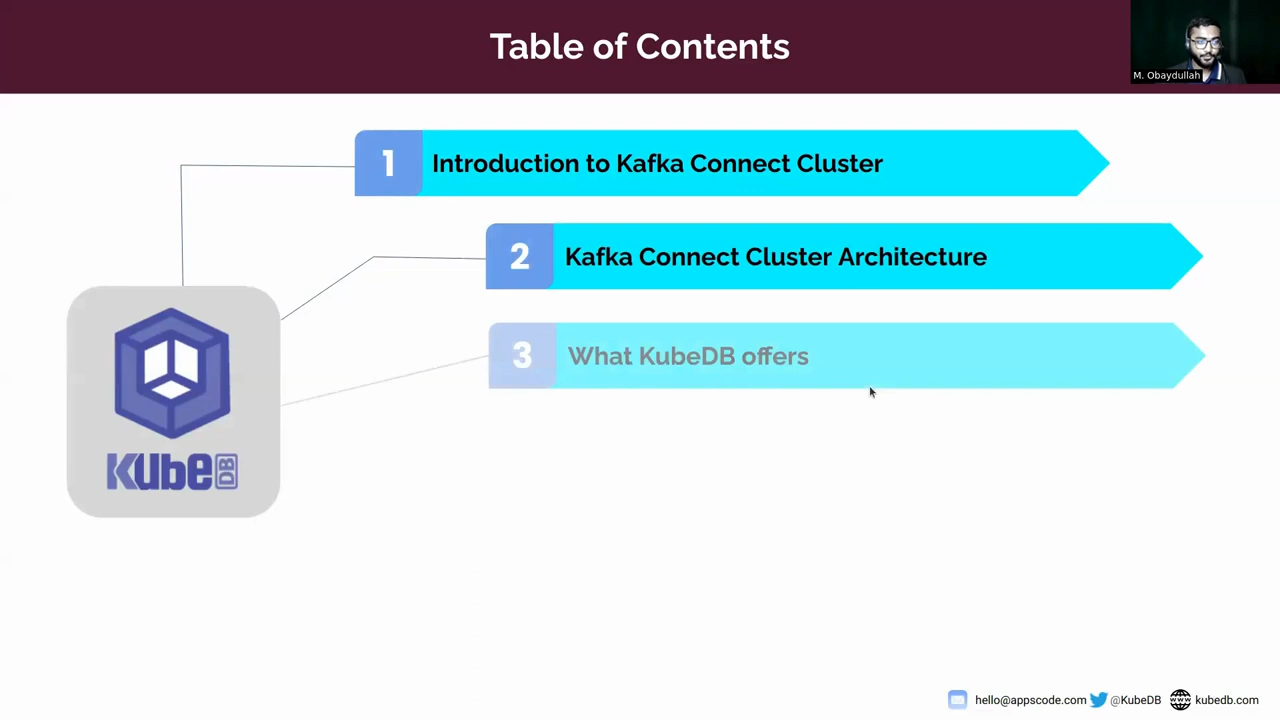 Table of Contents
M. Obaydullah
1 Introduction to Kafka Connect Cluster
2 Kafka Connect Cluster Architecture
3 What KubeDB offers
KubeDB
hello@appscode.com @KubeDB www kubedb.com